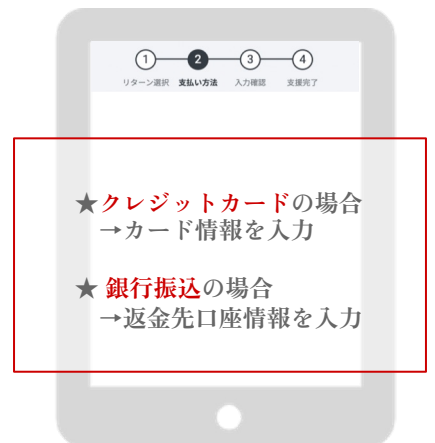 1 2 3 4
リターン選択 支払い方法 入力確認 支援完了
★クレジットカードの場合
→カード情報を入力
★ 銀行振込の場合
→返金先口座情報を入力